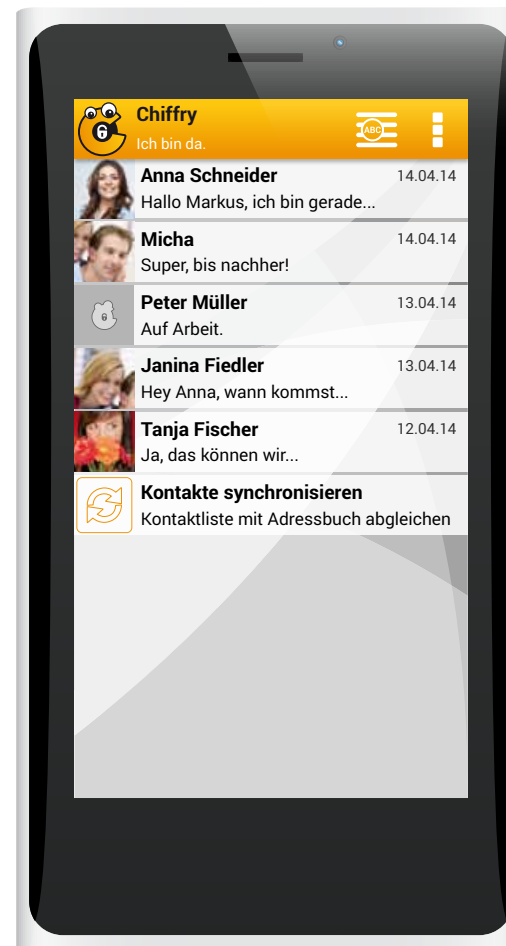 Chiffry
Ich bin da.
ABC
Anna Schneider 14.04.14
Hallo Markus, ich bin gerade...
Micha 14.04.14
Super, bis nachher!
Peter Müller 13.04.14
Auf Arbeit.
Janina Fiedler 13.04.14
Hey Anna, wann kommst...
Tanja Fischer 12.04.14
Ja, das können wir...
Kontakte synchronisieren
Kontaktliste mit Adressbuch abgleichen